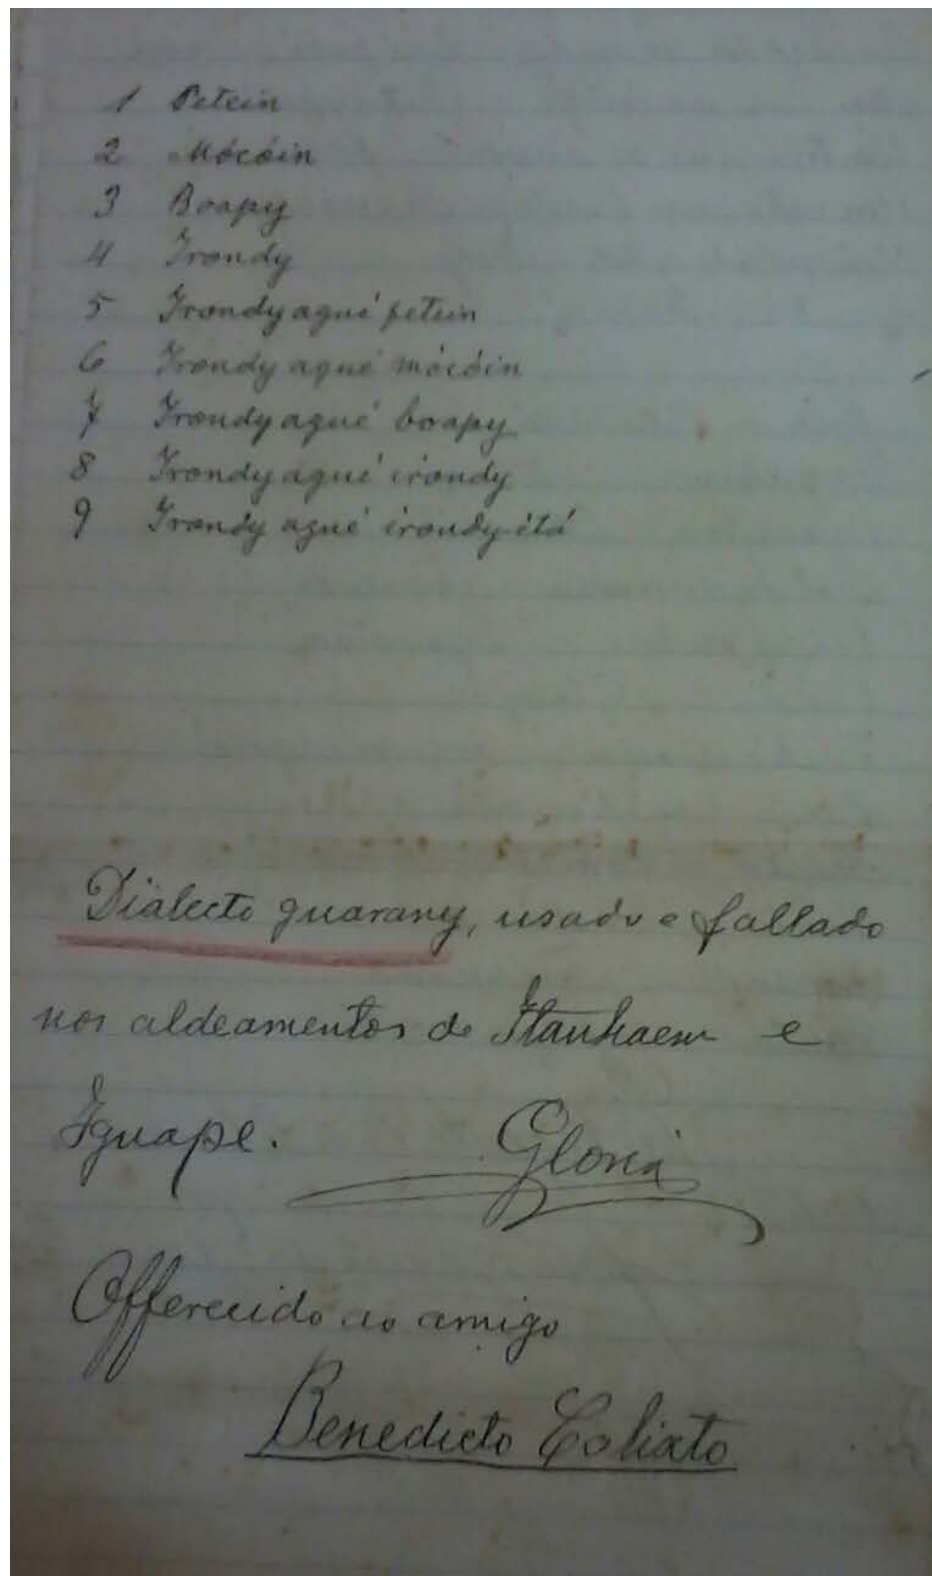 1 Petein
2 Mócóin
3 Boapy
4 Irondy
5 Irondy agué petein
6 Irondy agué mócóin
7 Irondy agué boapy
8 Irondy agué irondy
9 Irondy agué irondy étá
Dialecto guarany, usado e fallado
nos aldeamentos de Itanhaem e
Iguape. Gloria
Offerecido ao amigo
Benedicto Calixto